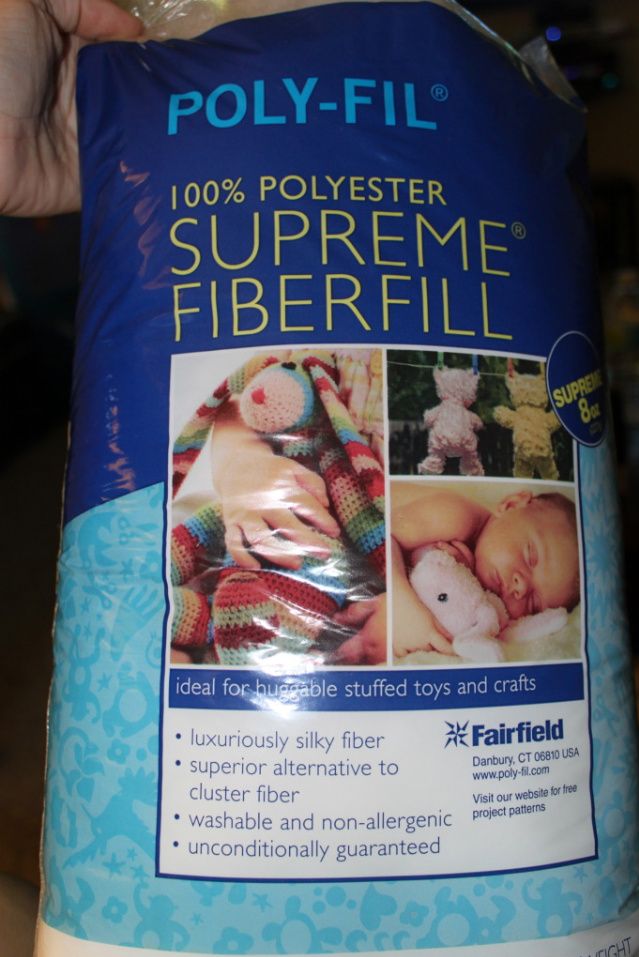 POLY-FIL®
100% POLYESTER
SUPREME®
FIBERFILL
SUPREME
8oz
ideal for huggable stuffed toys and crafts
• luxuriously silky fiber
• superior alternative to
cluster fiber
• washable and non-allergenic
• unconditionally guaranteed
Fairfield
Danbury, CT 06810 USA
www.poly-fil.com
Visit our website for free
project patterns